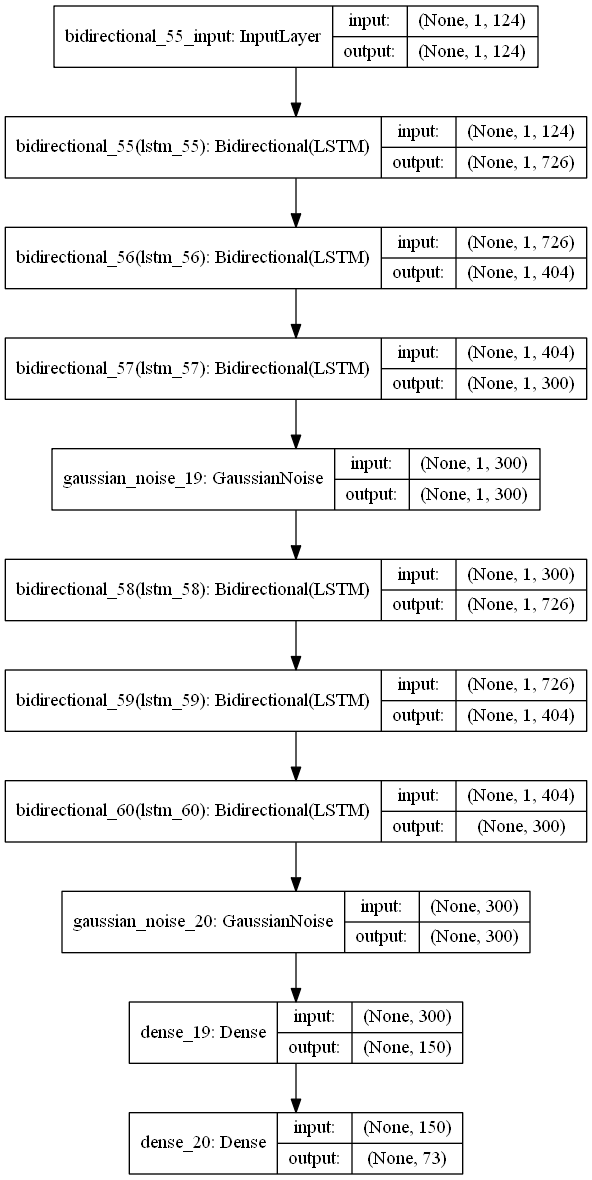 bidirectional_55_input: InputLayer
input: (None, 1, 124)
output: (None, 1, 124)
bidirectional_55(lstm_55): Bidirectional(LSTM)
input: (None, 1, 124)
output: (None, 1, 726)
bidirectional_56(lstm_56): Bidirectional(LSTM)
input: (None, 1, 726)
output: (None, 1, 404)
bidirectional_57(lstm_57): Bidirectional(LSTM)
input: (None, 1, 404)
output: (None, 1, 300)
gaussian_noise_19: GaussianNoise
input: (None, 1, 300)
output: (None, 1, 300)
bidirectional_58(lstm_58): Bidirectional(LSTM)
input: (None, 1, 300)
output: (None, 1, 726)
bidirectional_59(lstm_59): Bidirectional(LSTM)
input: (None, 1, 726)
output: (None, 1, 404)
bidirectional_60(lstm_60): Bidirectional(LSTM)
input: (None, 1, 404)
output: (None, 300)
gaussian_noise_20: GaussianNoise
input: (None, 300)
output: (None, 300)
dense_19: Dense
input: (None, 300)
output: (None, 150)
dense_20: Dense
input: (None, 150)
output: (None, 73)